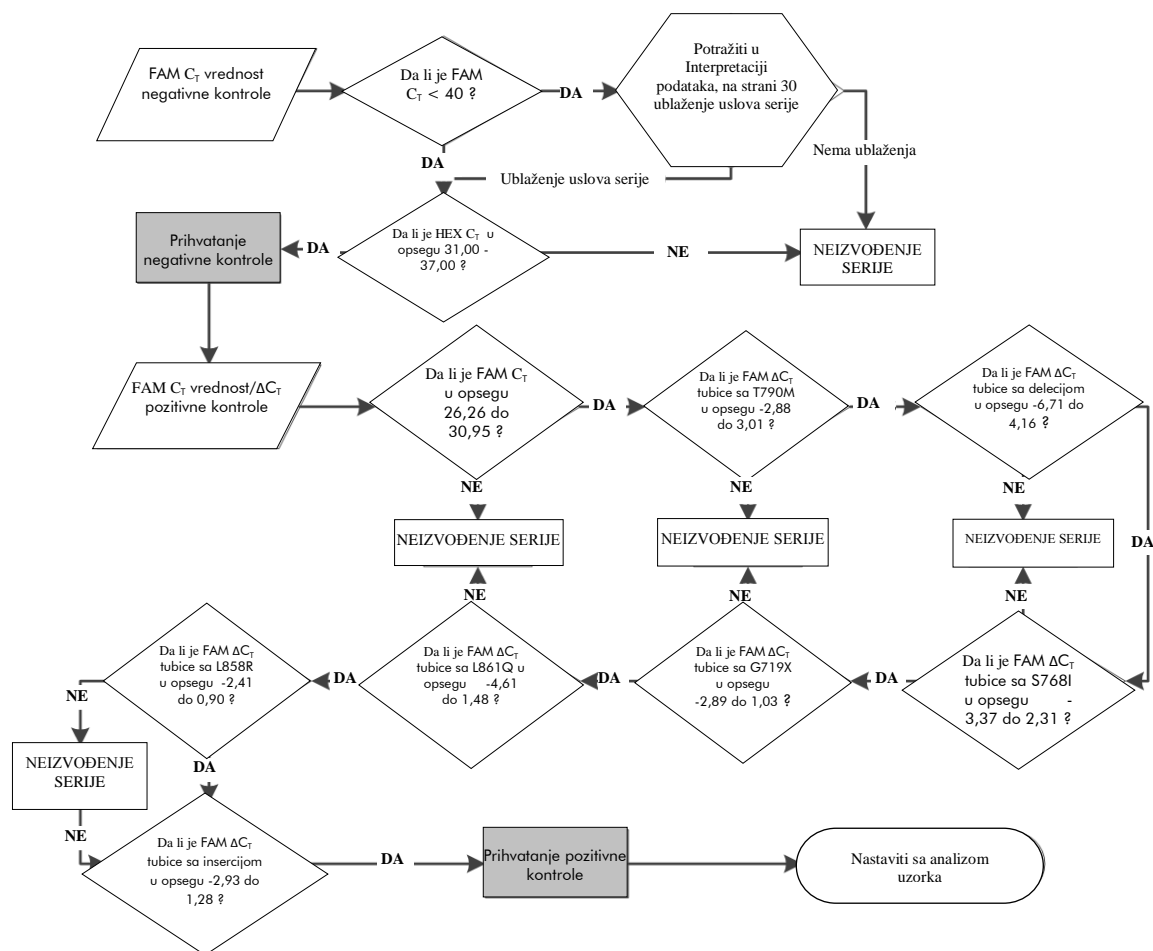 FAM CT vrednost
negativne kontrole
Da li je FAM
CT < 40 ?
DA
Potražiti u
Interpretaciji
podataka, na strani 30
ublaženje uslova serije
DA
Ublaženje uslova serije
Nema ublaženja
Prihvatanje
negativne kontrole
DA
Da li je HEX CT u
opsegu 31,00 -
37,00 ?
NE
NEIZVOĐENJE
SERIJE
FAM CT vrednost/ΔCT
pozitivne kontrole
Da li je FAM CT
u opsegu
26,26 do
30,95 ?
DA
Da li je FAM ΔCT
tubice sa T790M
u opsegu -2,88
do 3,01 ?
DA
Da li je FAM ΔCT
tubice sa delecijom
u opsegu -6,71 do
4,16 ?
NE
NE
NE
NEIZVOĐENJE SERIJE
NEIZVOĐENJE SERIJE
NEIZVOĐENJE SERIJE
DA
NE
NE
NE
Da li je FAM ΔCT
tubice sa L858R
u opsegu -2,41
do 0,90 ?
DA
Da li je FAM ΔCT
tubice sa L861Q u
opsegu -4,61
do 1,48 ?
DA
Da li je FAM ΔCT
tubice sa G719X
u opsegu
-2,89 do 1,03 ?
DA
Da li je FAM ΔCT
tubice sa S768I
u opsegu -
3,37 do 2,31 ?
NE
NEIZVOĐENJE
SERIJE
DA
NE
Da li je FAM ΔCT
tubice sa insercijom
u opsegu -2,93 do
1,28 ?
DA
Prihvatanje pozitivne
kontrole
Nastaviti sa analizom
uzorka